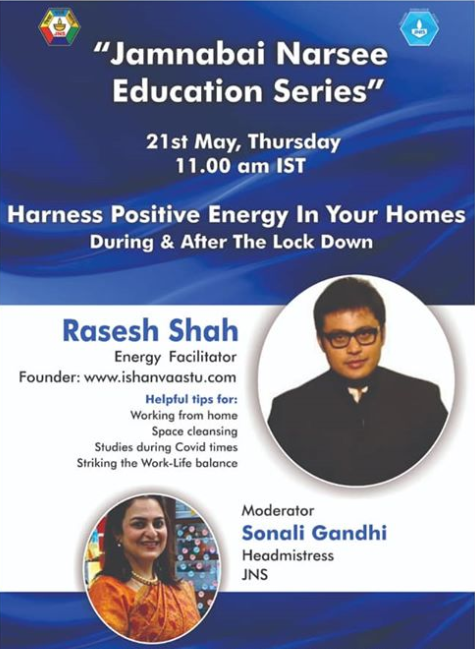 JNS
JNS
“Jamnabai Narsee
Education Series”
21st May, Thursday
11.00 am IST
Harness Positive Energy In Your Homes
During & After The Lock Down
Rasesh Shah
Energy Facilitator
Founder: www.ishanvaastu.com
Helpful tips for:
Working from home
Space cleansing
Studies during Covid times
Striking the Work-Life balance
Moderator
Sonali Gandhi
Headmistress
JNS